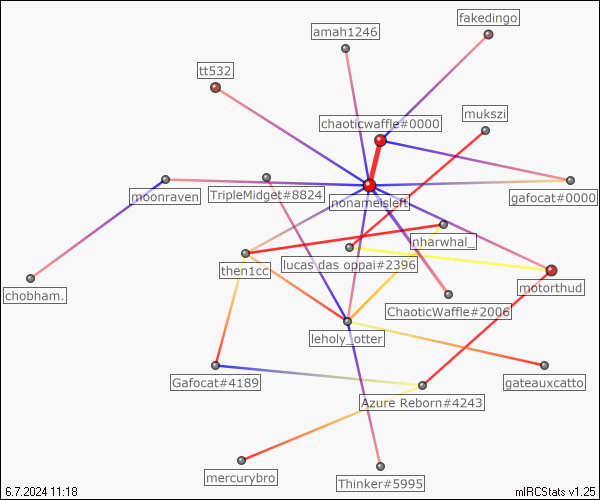 fakedingo
amah1246
tt532
mukszi
chaoticwaffle#0000
moonraven
TripleMidget#8824
gafocat#0000
nonameisleft
nharwhal_
then1cc
lucas das oppai#2396
motorthud
chobham.
ChaoticWaffle#2006
leholy_otter
Gafocat#4189
gateauxcatto
Azure Reborn#4243
mercurybro
Thinker#5995
6.7.2024 11:18
mIRCStats v1.25